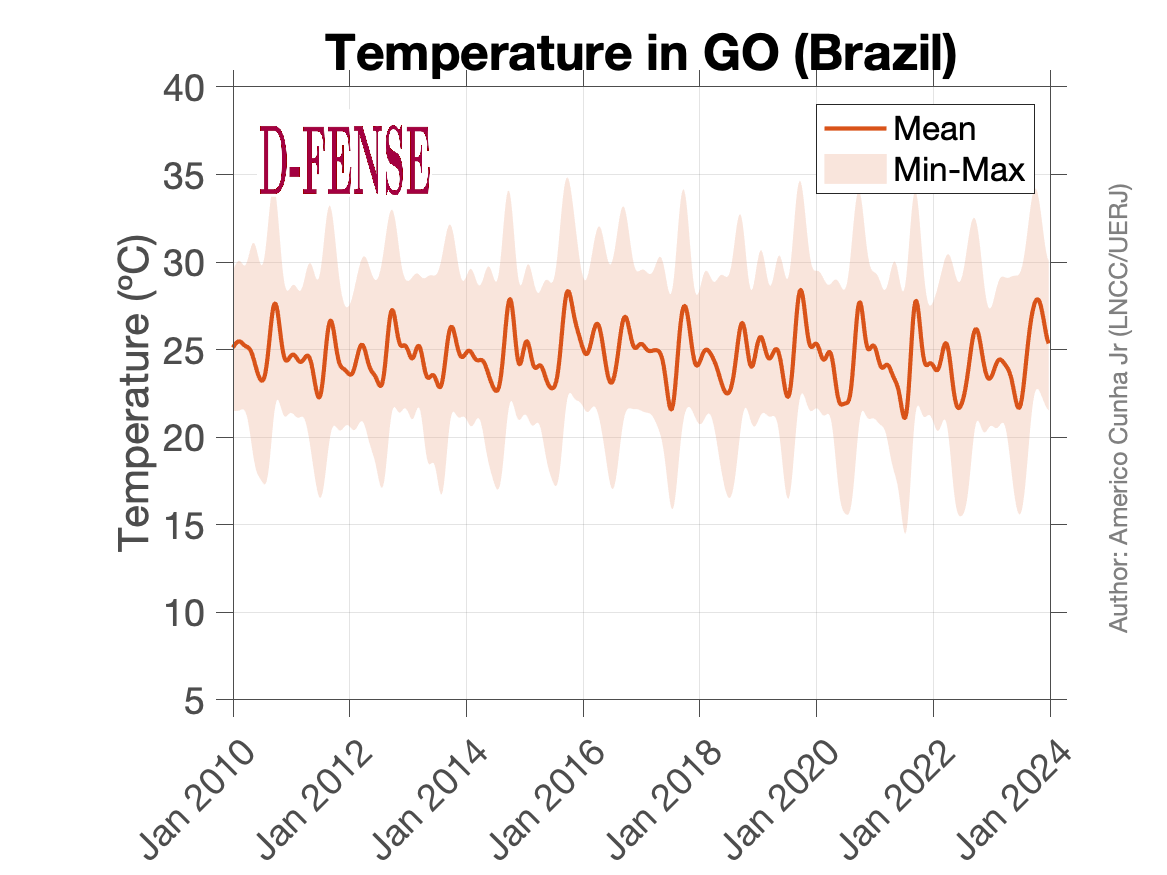 Temperature in GO (Brazil)
D-FENSE
Mean
Min-Max
Temperature (ºC)
40
35
30
25
20
15
10
5
Jan 2010
Jan 2012
Jan 2014
Jan 2016
Jan 2018
Jan 2020
Jan 2022
Jan 2024
Author: Americo Cunha Jr (LNCC/UERJ)